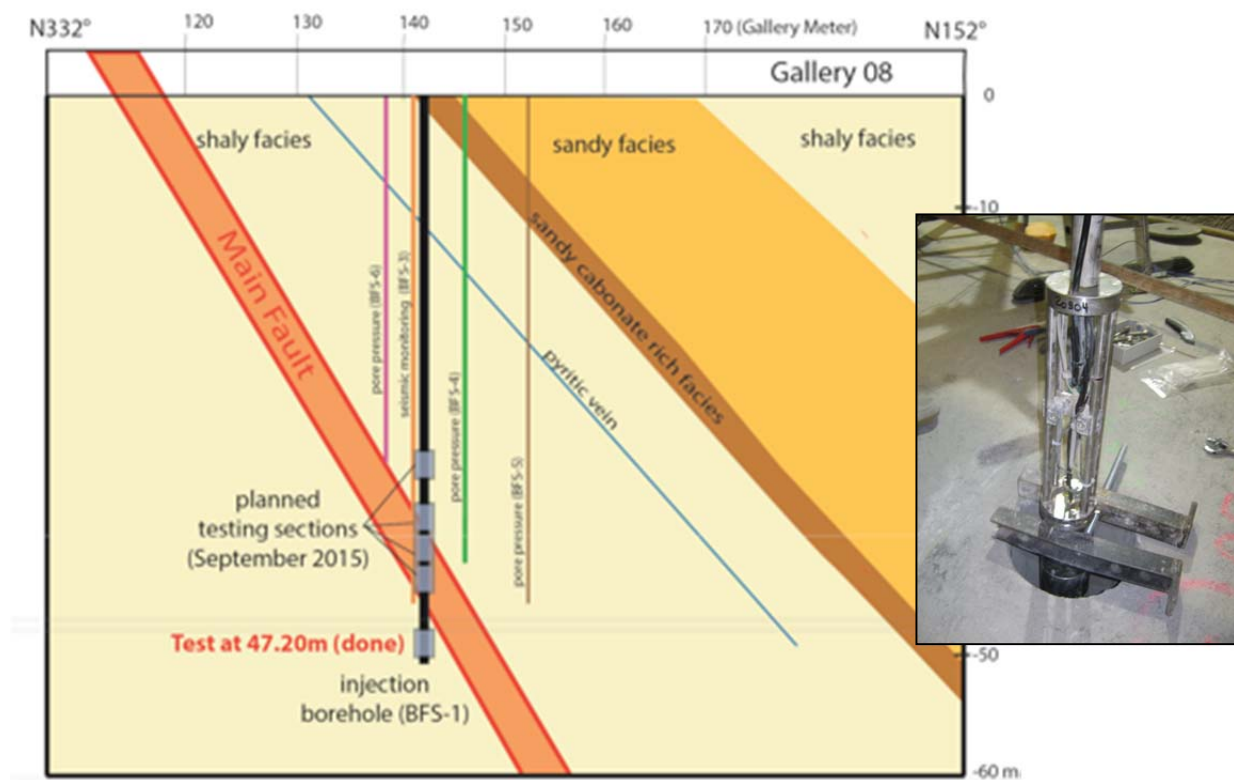 N332°
120
130
140
150
160
170 (Gallery Meter)
N152°
Gallery 08
0
shaly facies
sandy facies
shaly facies
-10
Main Fault
pore pressure (BFS-6)
seismic monitoring (BFS-3)
pore pressure (BFS-4)
pore pressure (BFS-5)
sandy cabonate rich facies
pyritic vein
planned
testing sections
(September 2015)
Test at 47.20m (done)
injection
borehole (BFS-1)
-50
-60 m